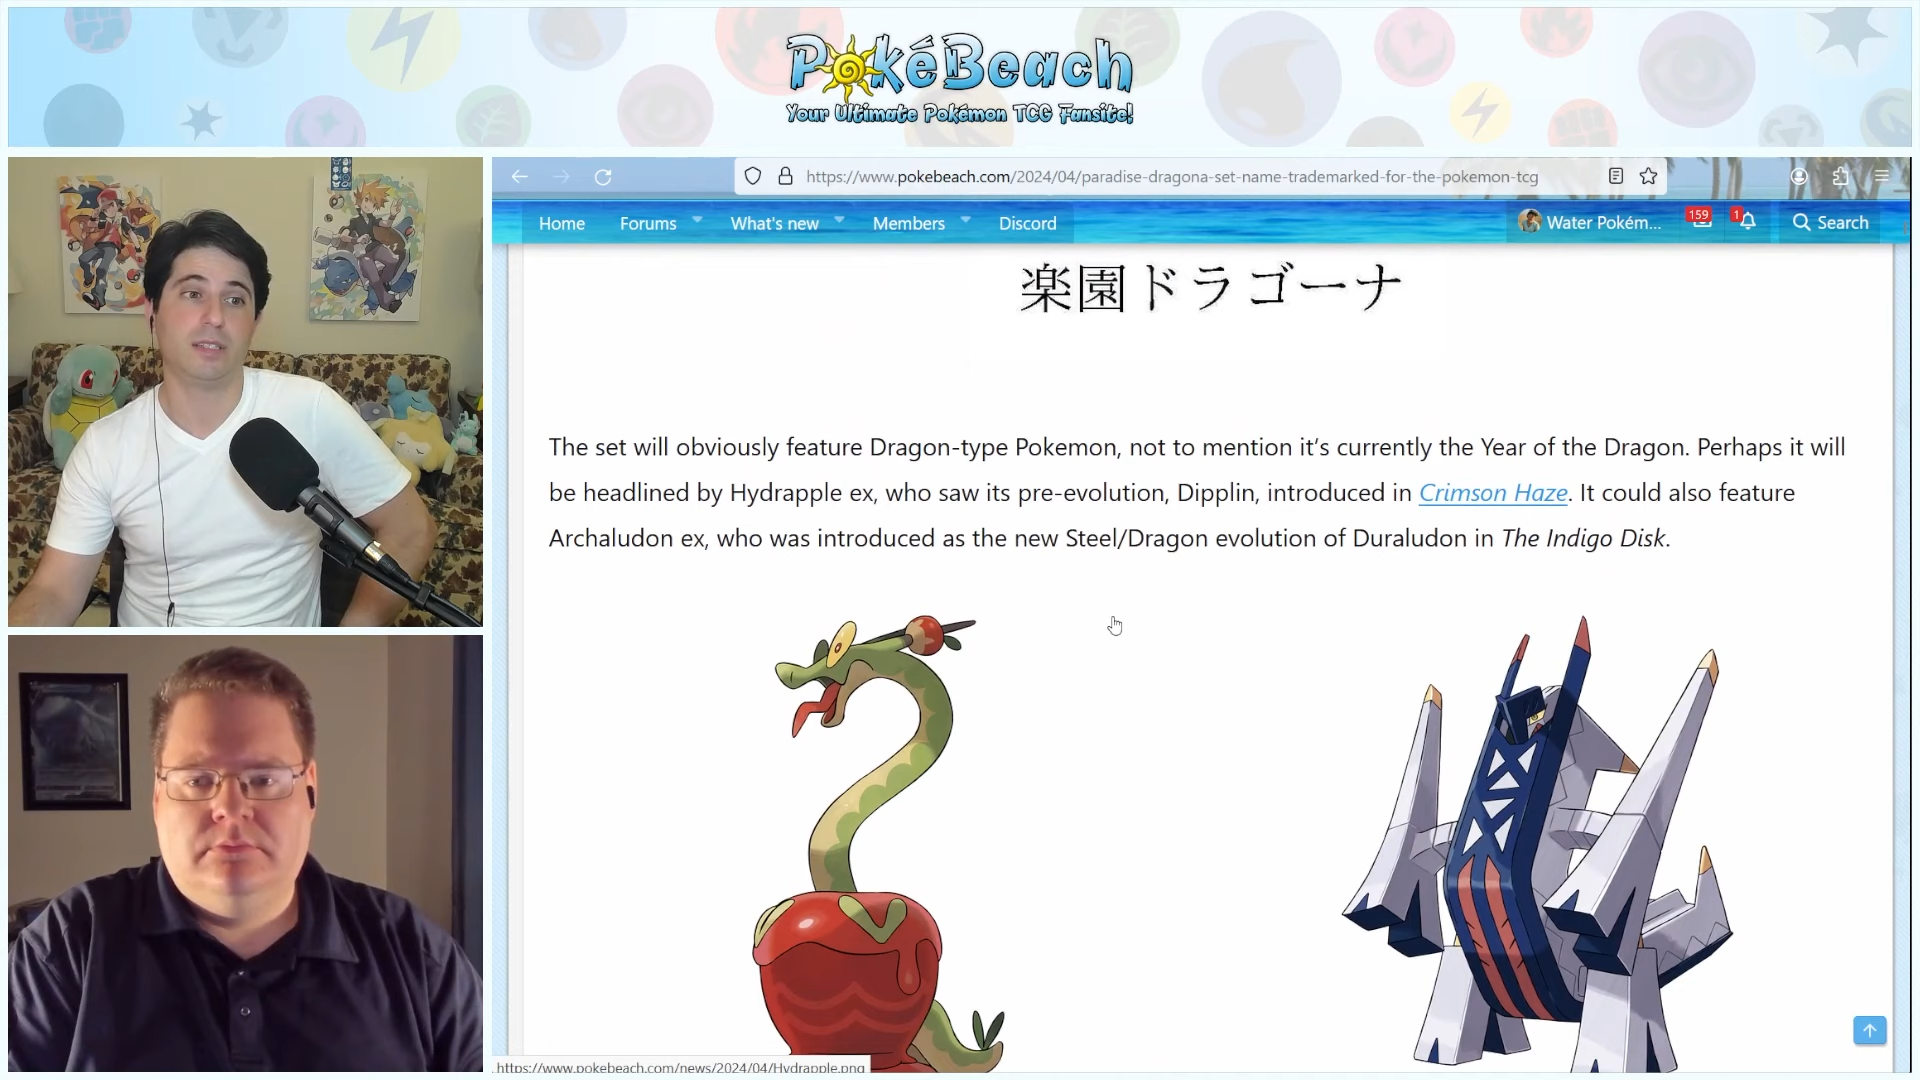 PokéBeach
Your Ultimate Pokémon TCG Fansite!
https://www.pokebeach.com/2024/04/paradise-dragona-set-name-trademarked-for-the-pokemon-tcg
Home Forums What's new Members Discord Water Pokém... 159 1 Search
楽園ドラゴーナ
The set will obviously feature Dragon-type Pokemon, not to mention it’s currently the Year of the Dragon. Perhaps it will
be headlined by Hydrapple ex, who saw its pre-evolution, Dipplin, introduced in Crimson Haze. It could also feature
Archaludon ex, who was introduced as the new Steel/Dragon evolution of Duraludon in The Indigo Disk.
https://www.pokebeach.com/news/2024/04/Hydrapple.png